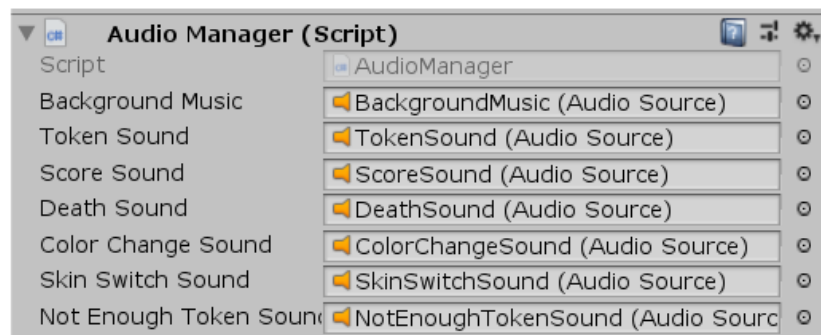 Audio Manager (Script)
Script AudioManager
Background Music BackgroundMusic (Audio Source)
Token Sound TokenSound (Audio Source)
Score Sound ScoreSound (Audio Source)
Death Sound DeathSound (Audio Source)
Color Change Sound ColorChangeSound (Audio Source)
Skin Switch Sound SkinSwitchSound (Audio Source)
Not Enough Token Soun NotEnoughTokenSound (Audio Sourc